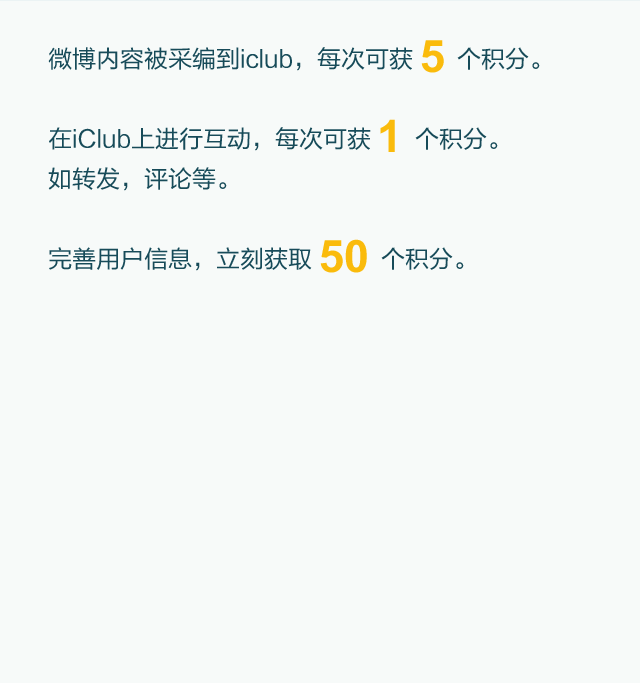 微博内容被采编到iclub，每次可获 5 个积分。
在iClub上进行互动，每次可获 1 个积分。
如转发，评论等。
完善用户信息，立刻获取 50 个积分。